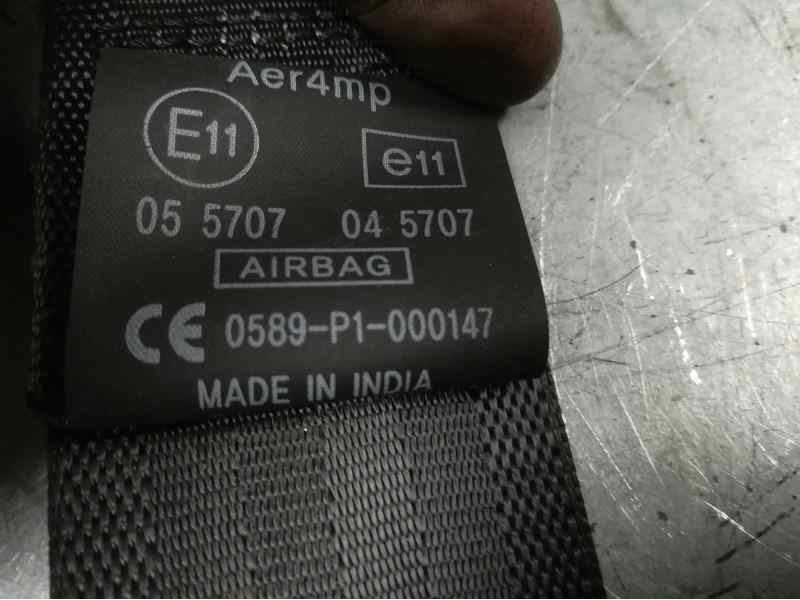 Aer4mp
E11 e11
05 5707 04 5707
AIRBAG
CE 0589-P1-000147
MADE IN INDIA